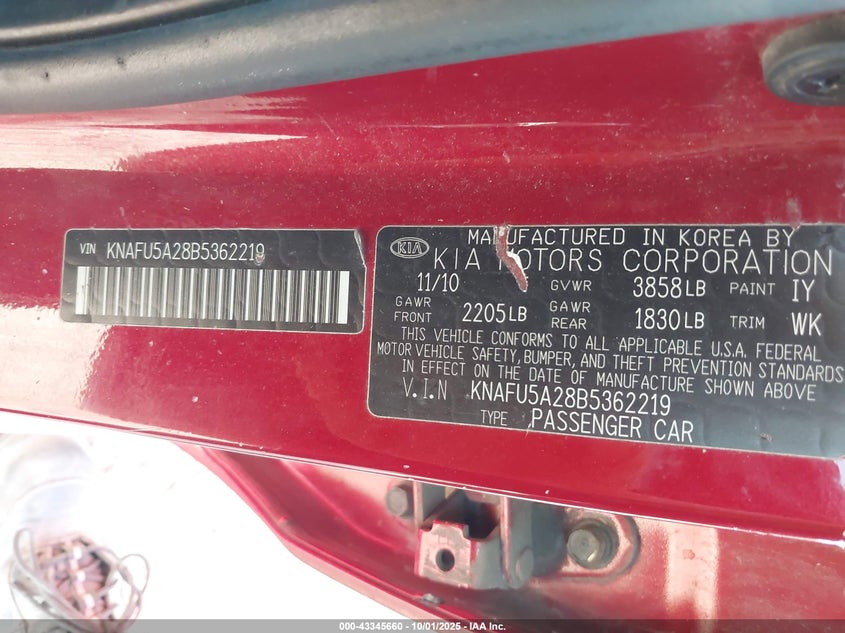 VIN KNAFU5A28B5362219
MANUFACTURED IN KOREA BY
KIA KIA MOTORS CORPORATION
11/10 GVWR 3858LB PAINT IY
GAWR FRONT 2205LB GAWR REAR 1830LB TRIM WK
THIS VEHICLE CONFORMS TO ALL APPLICABLE U.S.A. FEDERAL
MOTOR VEHICLE SAFETY, BUMPER, AND THEFT PREVENTION STANDARDS
IN EFFECT ON THE DATE OF MANUFACTURE SHOWN ABOVE
V.I.N KNAFU5A28B5362219
TYPE PASSENGER CAR
000-43345660 - 10/01/2025 - IAA Inc.